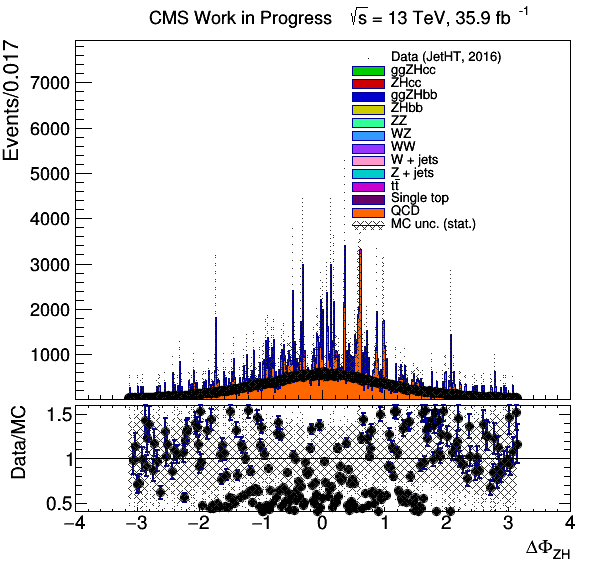 CMS Work in Progress √s = 13 TeV, 35.9 fb⁻¹
Events/0.017
7000
6000
5000
4000
3000
2000
1000
Data (JetHT, 2016)
ggZHcc
ZHcc
ggZHbb
ZHbb
ZZ
WZ
WW
W + jets
Z + jets
tt̄
Single top
QCD
MC unc. (stat.)
Data/MC
1.5
1
0.5
−4 −3 −2 −1 0 1 2 3 4
ΔΦ_ZH